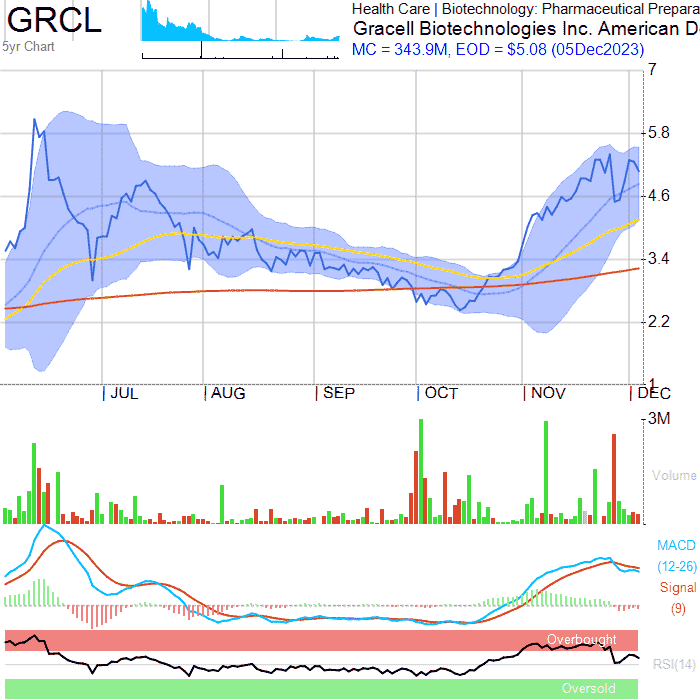 GRCL
5yr Chart
Health Care | Biotechnology: Pharmaceutical Prepara
Gracell Biotechnologies Inc. American D
MC = 343.9M, EOD = $5.08 (05Dec2023)
7
5.8
4.6
3.4
2.2
1
JUL
AUG
SEP
OCT
NOV
DEC
3M
Volume
MACD
(12-26)
Signal
(9)
Overbought
RSI(14)
Oversold